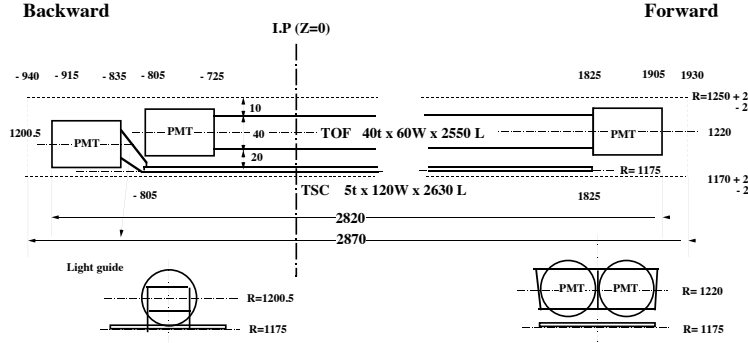 Backward Forward
I.P (Z=0)
- 940 - 915 - 835 - 805 - 725 1825 1905 1930
R=1250 + 2
- 2
10
1200.5 PMT PMT 40 TOF 40t x 60W x 2550 L PMT 1220
20
R= 1175
1170 + 2
- 2
- 805 TSC 5t x 120W x 2630 L 1825
2820
2870
Light guide
R=1200.5 PMT PMT R= 1220
R=1175 R= 1175